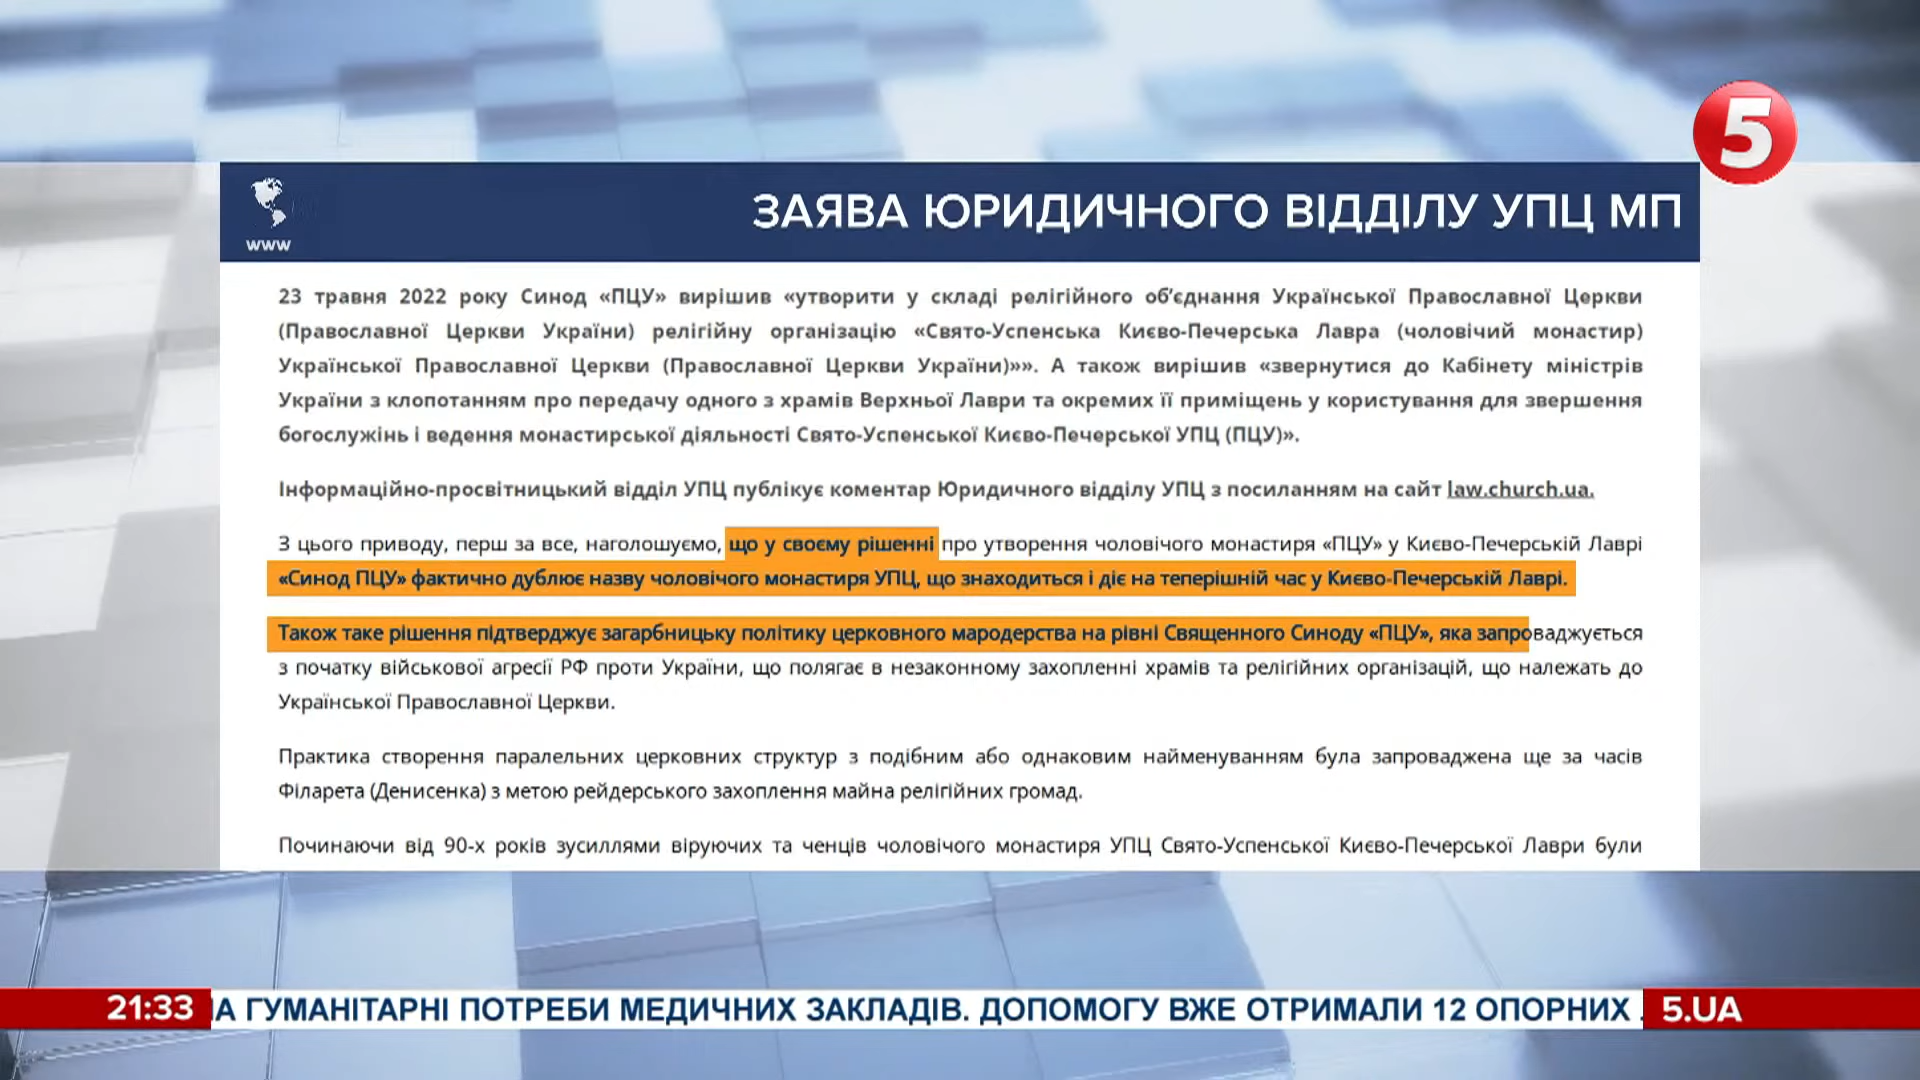 5
ЗАЯВА ЮРИДИЧНОГО ВІДДІЛУ УПЦ МП
www
23 травня 2022 року Синод «ПЦУ» вирішив «утворити у складі релігійного об’єднання Української Православної Церкви
(Православної Церкви України) релігійну організацію «Свято-Успенська Києво-Печерська Лавра (чоловічий монастир)
Української Православної Церкви (Православної Церкви України)»». А також вирішив «звернутися до Кабінету міністрів
України з клопотанням про передачу одного з храмів Верхньої Лаври та окремих її приміщень у користування для звершення
богослужінь і ведення монастирської діяльності Свято-Успенської Києво-Печерської УПЦ (ПЦУ)».
Інформаційно-просвітницький відділ УПЦ публікує коментар Юридичного відділу УПЦ з посиланням на сайт law.church.ua.
З цього приводу, перш за все, наголошуємо, що у своєму рішенні про утворення чоловічого монастиря «ПЦУ» у Києво-Печерській Лаврі
«Синод ПЦУ» фактично дублює назву чоловічого монастиря УПЦ, що знаходиться і діє на теперішній час у Києво-Печерській Лаврі.
Також таке рішення підтверджує загарбницьку політику церковного мародерства на рівні Священного Синоду «ПЦУ», яка запроваджується
з початку військової агресії РФ проти України, що полягає в незаконному захопленні храмів та релігійних організацій, що належать до
Української Православної Церкви.
Практика створення паралельних церковних структур з подібним або однаковим найменуванням була запроваджена ще за часів
Філарета (Денисенка) з метою рейдерського захоплення майна релігійних громад.
Починаючи від 90-х років зусиллями віруючих та ченців чоловічого монастиря УПЦ Свято-Успенської Києво-Печерської Лаври були
21:33 НА ГУМАНІТАРНІ ПОТРЕБИ МЕДИЧНИХ ЗАКЛАДІВ. ДОПОМОГУ ВЖЕ ОТРИМАЛИ 12 ОПОРНИХ 5.UA